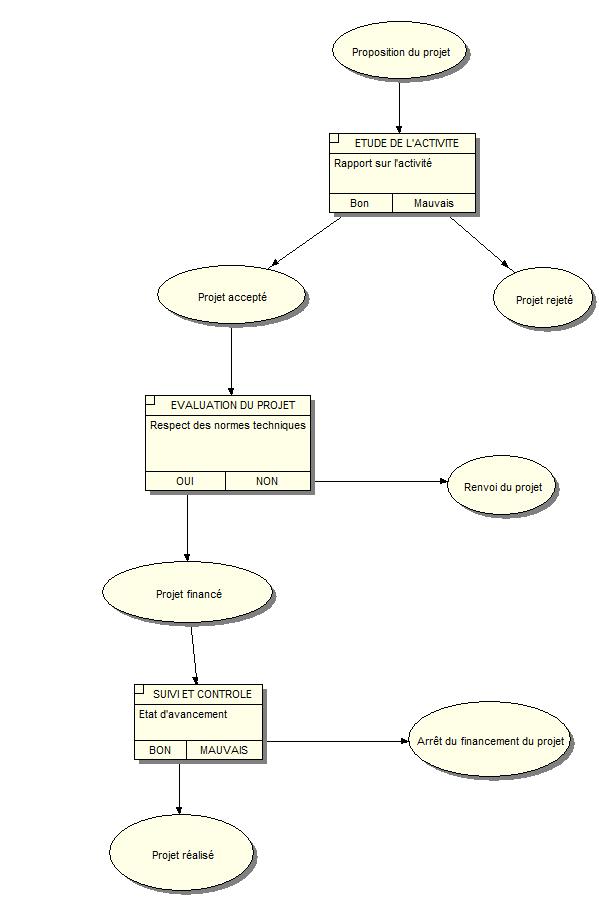 Proposition du projet
ETUDE DE L'ACTIVITE
Rapport sur l'activité
Bon
Mauvais
Projet accepté
Projet rejeté
EVALUATION DU PROJET
Respect des normes techniques
OUI
NON
Renvoi du projet
Projet financé
SUIVI ET CONTROLE
Etat d'avancement
BON
MAUVAIS
Arrêt du financement du projet
Projet réalisé